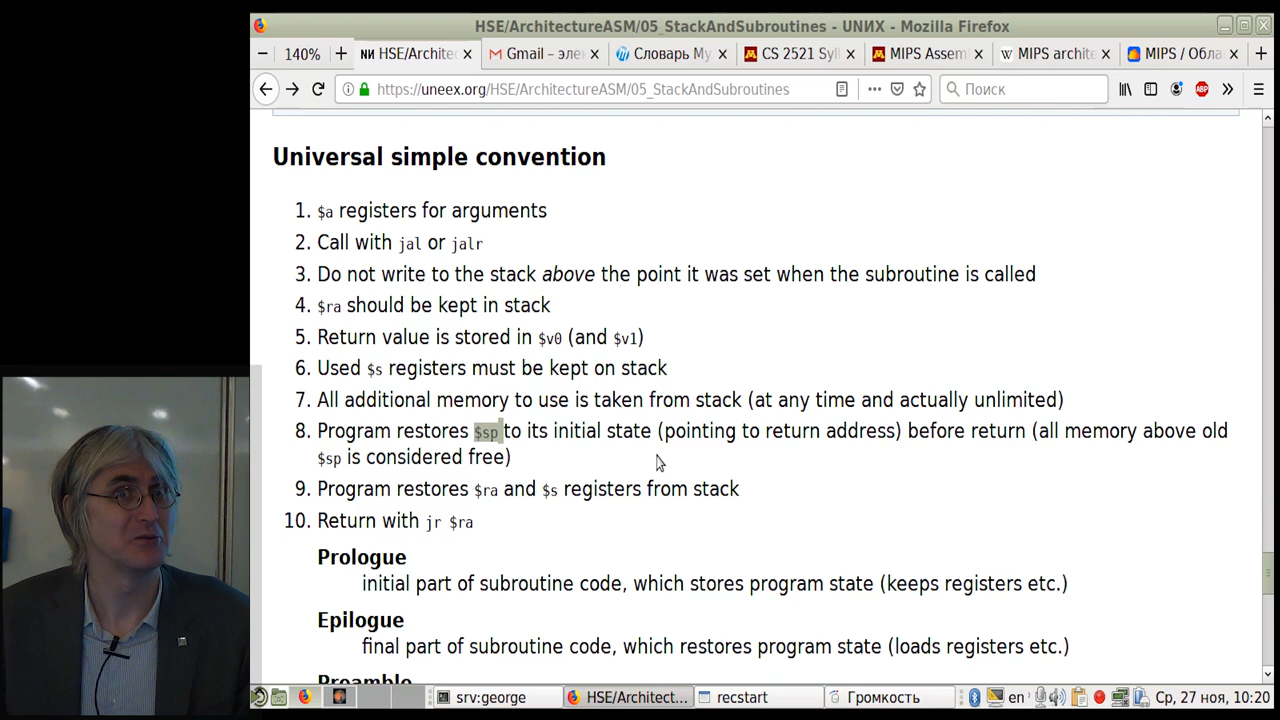 HSE/ArchitectureASM/05_StackAndSubroutines - UNИX - Mozilla Firefox
140%
NИ HSE/Architec
Gmail – эле
Словарь Му
CS 2521 Syll
MIPS Assem
MIPS archite
MIPS / Обла
https://uneex.org/HSE/ArchitectureASM/05_StackAndSubroutines
Поиск
ABP
Universal simple convention
1. $a registers for arguments
2. Call with jal or jalr
3. Do not write to the stack above the point it was set when the subroutine is called
4. $ra should be kept in stack
5. Return value is stored in $v0 (and $v1)
6. Used $s registers must be kept on stack
7. All additional memory to use is taken from stack (at any time and actually unlimited)
8. Program restores $sp to its initial state (pointing to return address) before return (all memory above old
$sp is considered free)
9. Program restores $ra and $s registers from stack
10. Return with jr $ra
Prologue
initial part of subroutine code, which stores program state (keeps registers etc.)
Epilogue
final part of subroutine code, which restores program state (loads registers etc.)
Preamble
srv:george
HSE/Architect...
recstart
Громкость
en
Ср, 27 ноя, 10:20